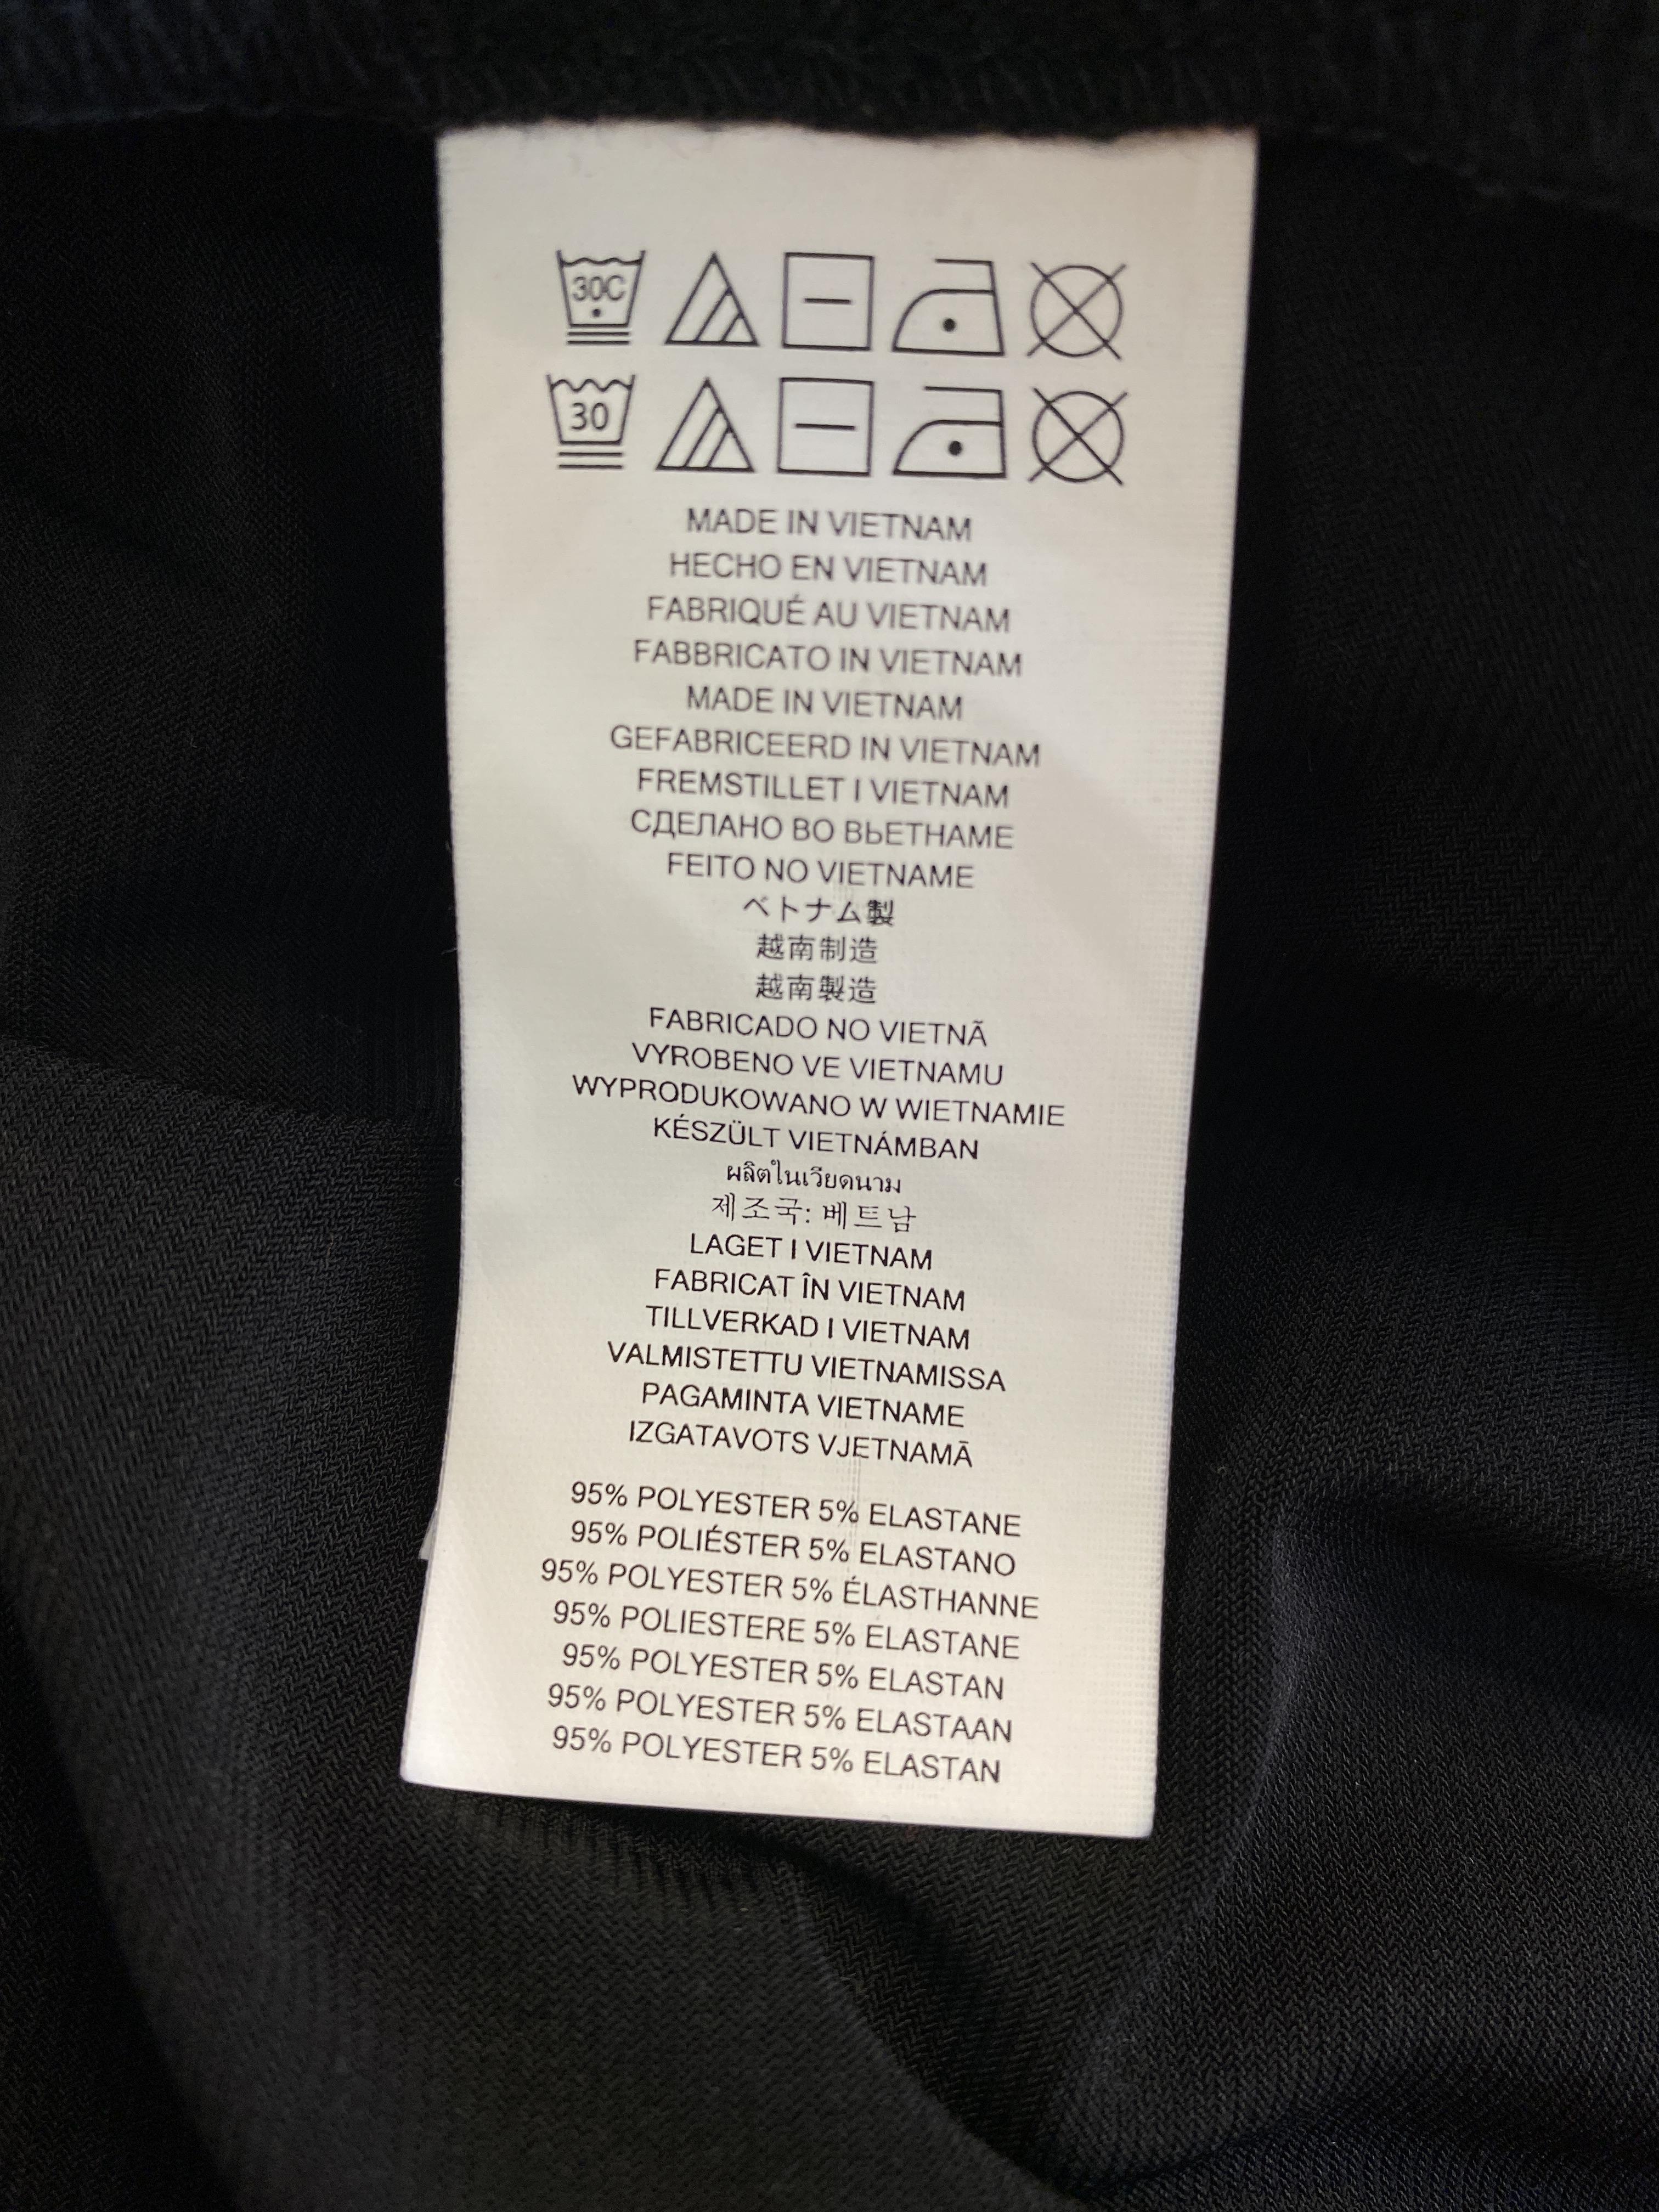 30C
30
MADE IN VIETNAM
HECHO EN VIETNAM
FABRIQUÉ AU VIETNAM
FABBRICATO IN VIETNAM
MADE IN VIETNAM
GEFABRICEERD IN VIETNAM
FREMSTILLET I VIETNAM
СДЕЛАНО ВО ВЬЕТНАМЕ
FEITO NO VIETNAME
ベトナム製
越南制造
越南製造
FABRICADO NO VIETNÃ
VYROBENO VE VIETNAMU
WYPRODUKOWANO W WIETNAMIE
KÉSZÜLT VIETNÁMBAN
ผลิตในเวียดนาม
제조국: 베트남
LAGET I VIETNAM
FABRICAT ÎN VIETNAM
TILLVERKAD I VIETNAM
VALMISTETTU VIETNAMISSA
PAGAMINTA VIETNAME
IZGATAVOTS VJETNAMĀ
95% POLYESTER 5% ELASTANE
95% POLIÉSTER 5% ELASTANO
95% POLYESTER 5% ÉLASTHANNE
95% POLIESTERE 5% ELASTANE
95% POLYESTER 5% ELASTAN
95% POLYESTER 5% ELASTAAN
95% POLYESTER 5% ELASTAN